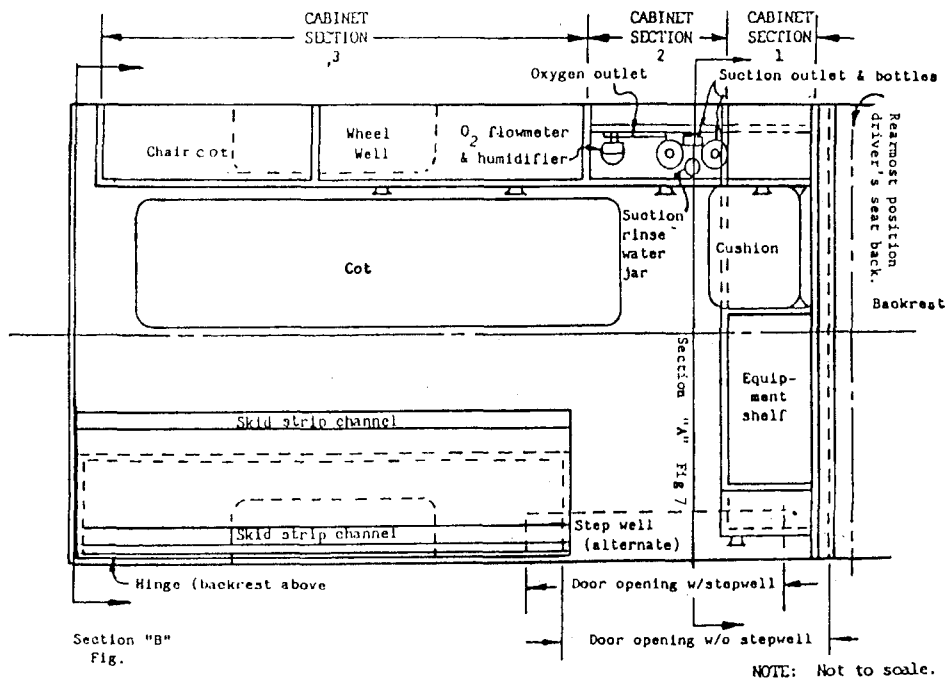 CABINET
SECTION
,3
CABINET
SECTION
2
CABINET
SECTION
1
Oxygen outlet
Suction outlet & bottles
Chair cot
Wheel
Well
O2 flowmeter
& humidifier
Rearmost position
driver's seat back.
Suction
rinse
water
jar
Cushion
Cot
Backrest
Section "A" Fig 7
Equip-
ment
shelf
Skid strip channel
Skid strip channel
Step well
(alternate)
Hinge (backrest above
Door opening w/stepwell
Section "B"
Fig.
Door opening w/o stepwell
NOTE: Not to scale.